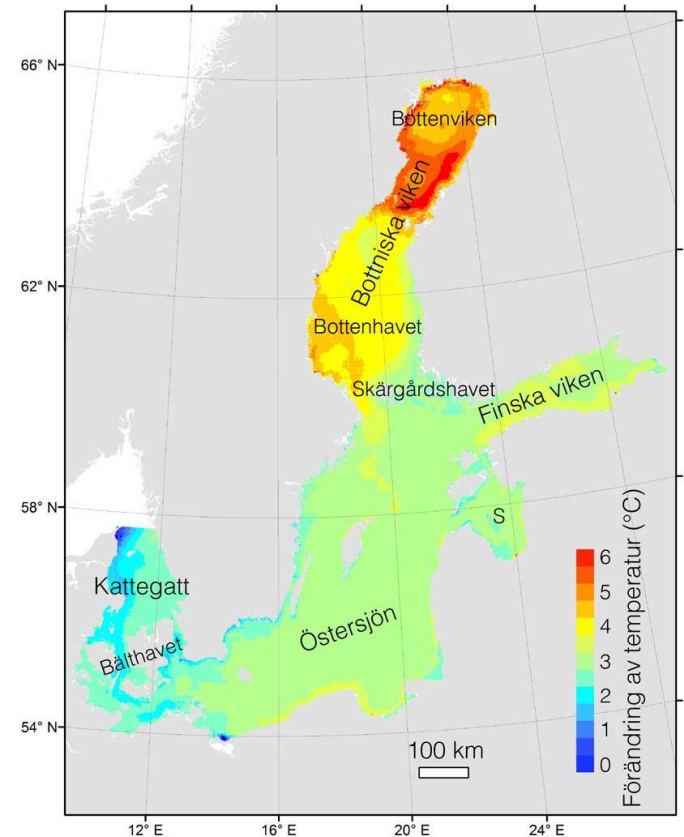 66° N
Bottenviken
Bottniska viken
62° N
Bottenhavet
Skärgårdshavet
Finska viken
58° N
S
Kattegatt
Bälthavet
Östersjön
54° N
100 km
6
5
4
3
2
1
0
Förändring av temperatur (°C)
12° E
16° E
20° E
24° E